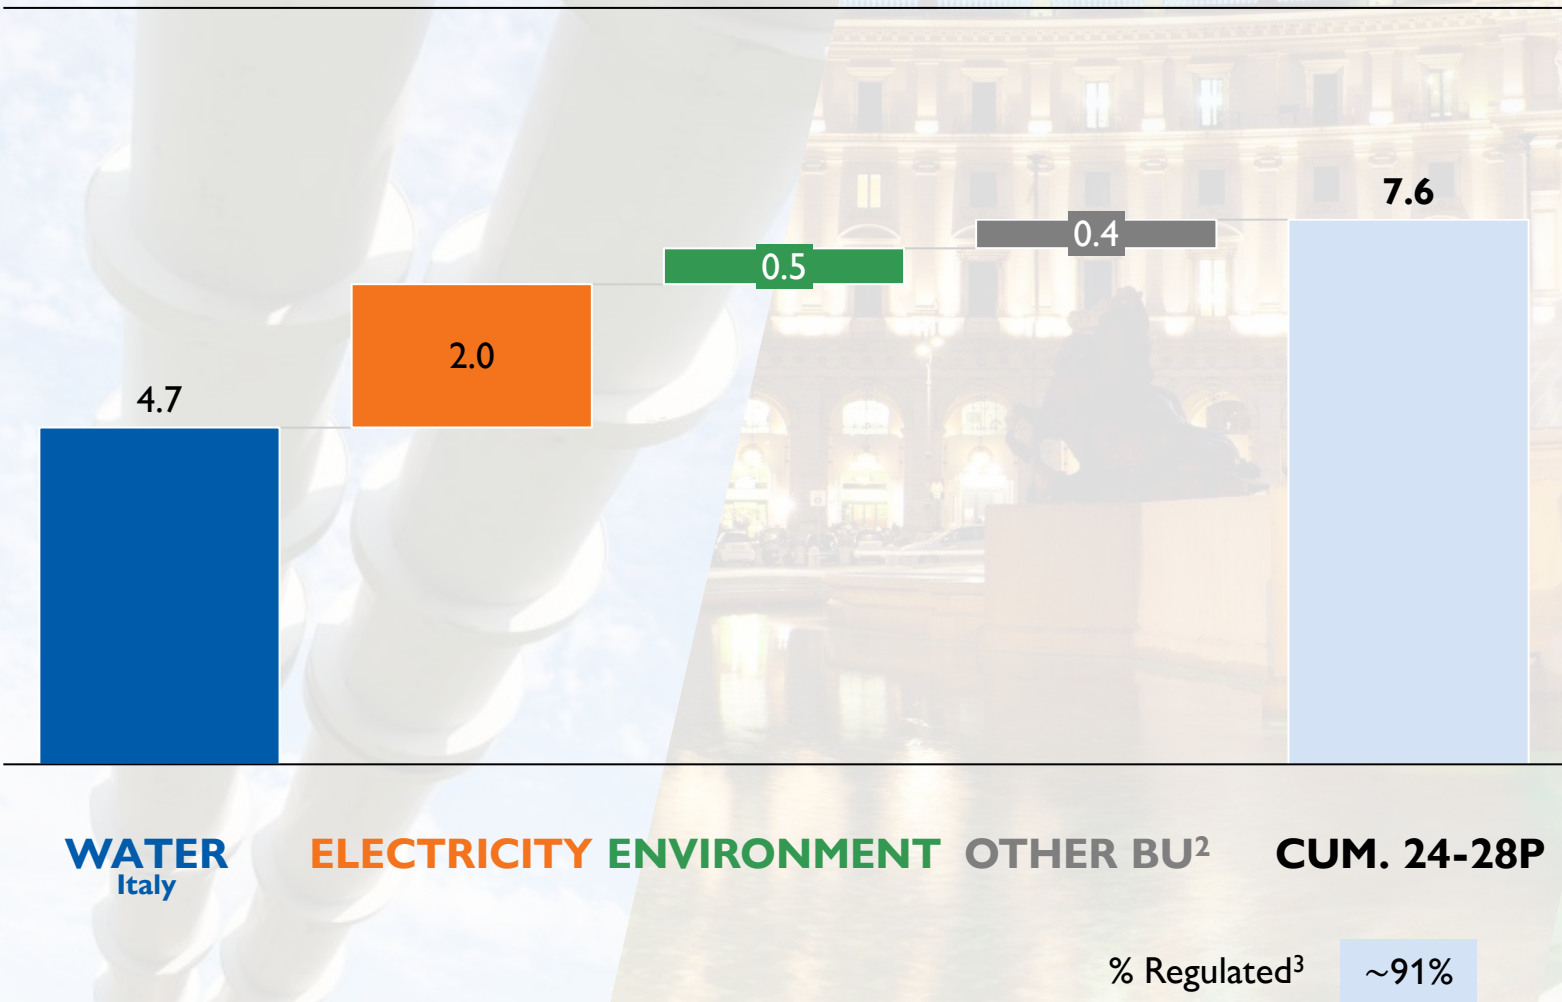 7.6
0.4
0.5
2.0
4.7
WATER ELECTRICITY ENVIRONMENT OTHER BU² CUM. 24-28P
Italy
% Regulated³ ~91%